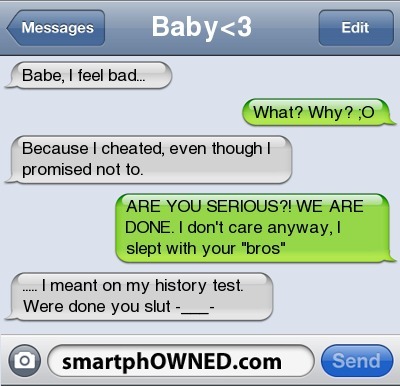 Messages
Baby<3
Edit
Babe, I feel bad...
What? Why? ;O
Because I cheated, even though I
promised not to.
ARE YOU SERIOUS?! WE ARE
DONE. I don't care anyway, I
slept with your "bros"
..... I meant on my history test.
Were done you slut -___-
smartphOWNED.com
Send